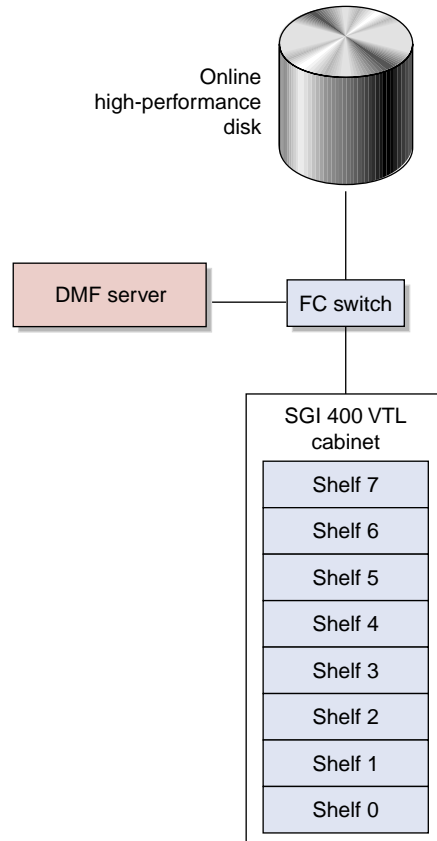 Online
high-performance
disk
DMF server
FC switch
SGI 400 VTL
cabinet
Shelf 7
Shelf 6
Shelf 5
Shelf 4
Shelf 3
Shelf 2
Shelf 1
Shelf 0